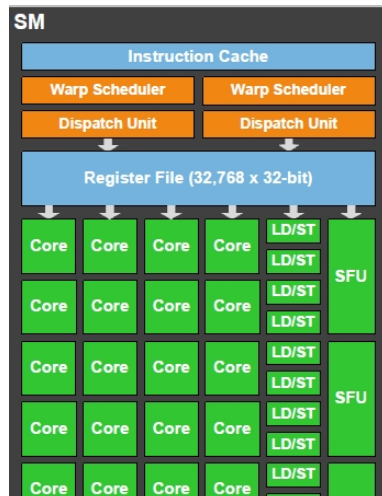 SM
Instruction Cache
Warp Scheduler Warp Scheduler
Dispatch Unit Dispatch Unit
Register File (32,768 x 32-bit)
Core Core Core Core LD/ST SFU
LD/ST
Core Core Core Core LD/ST
LD/ST
Core Core Core Core LD/ST SFU
LD/ST
Core Core Core Core LD/ST
LD/ST
Core Core Core Core LD/ST